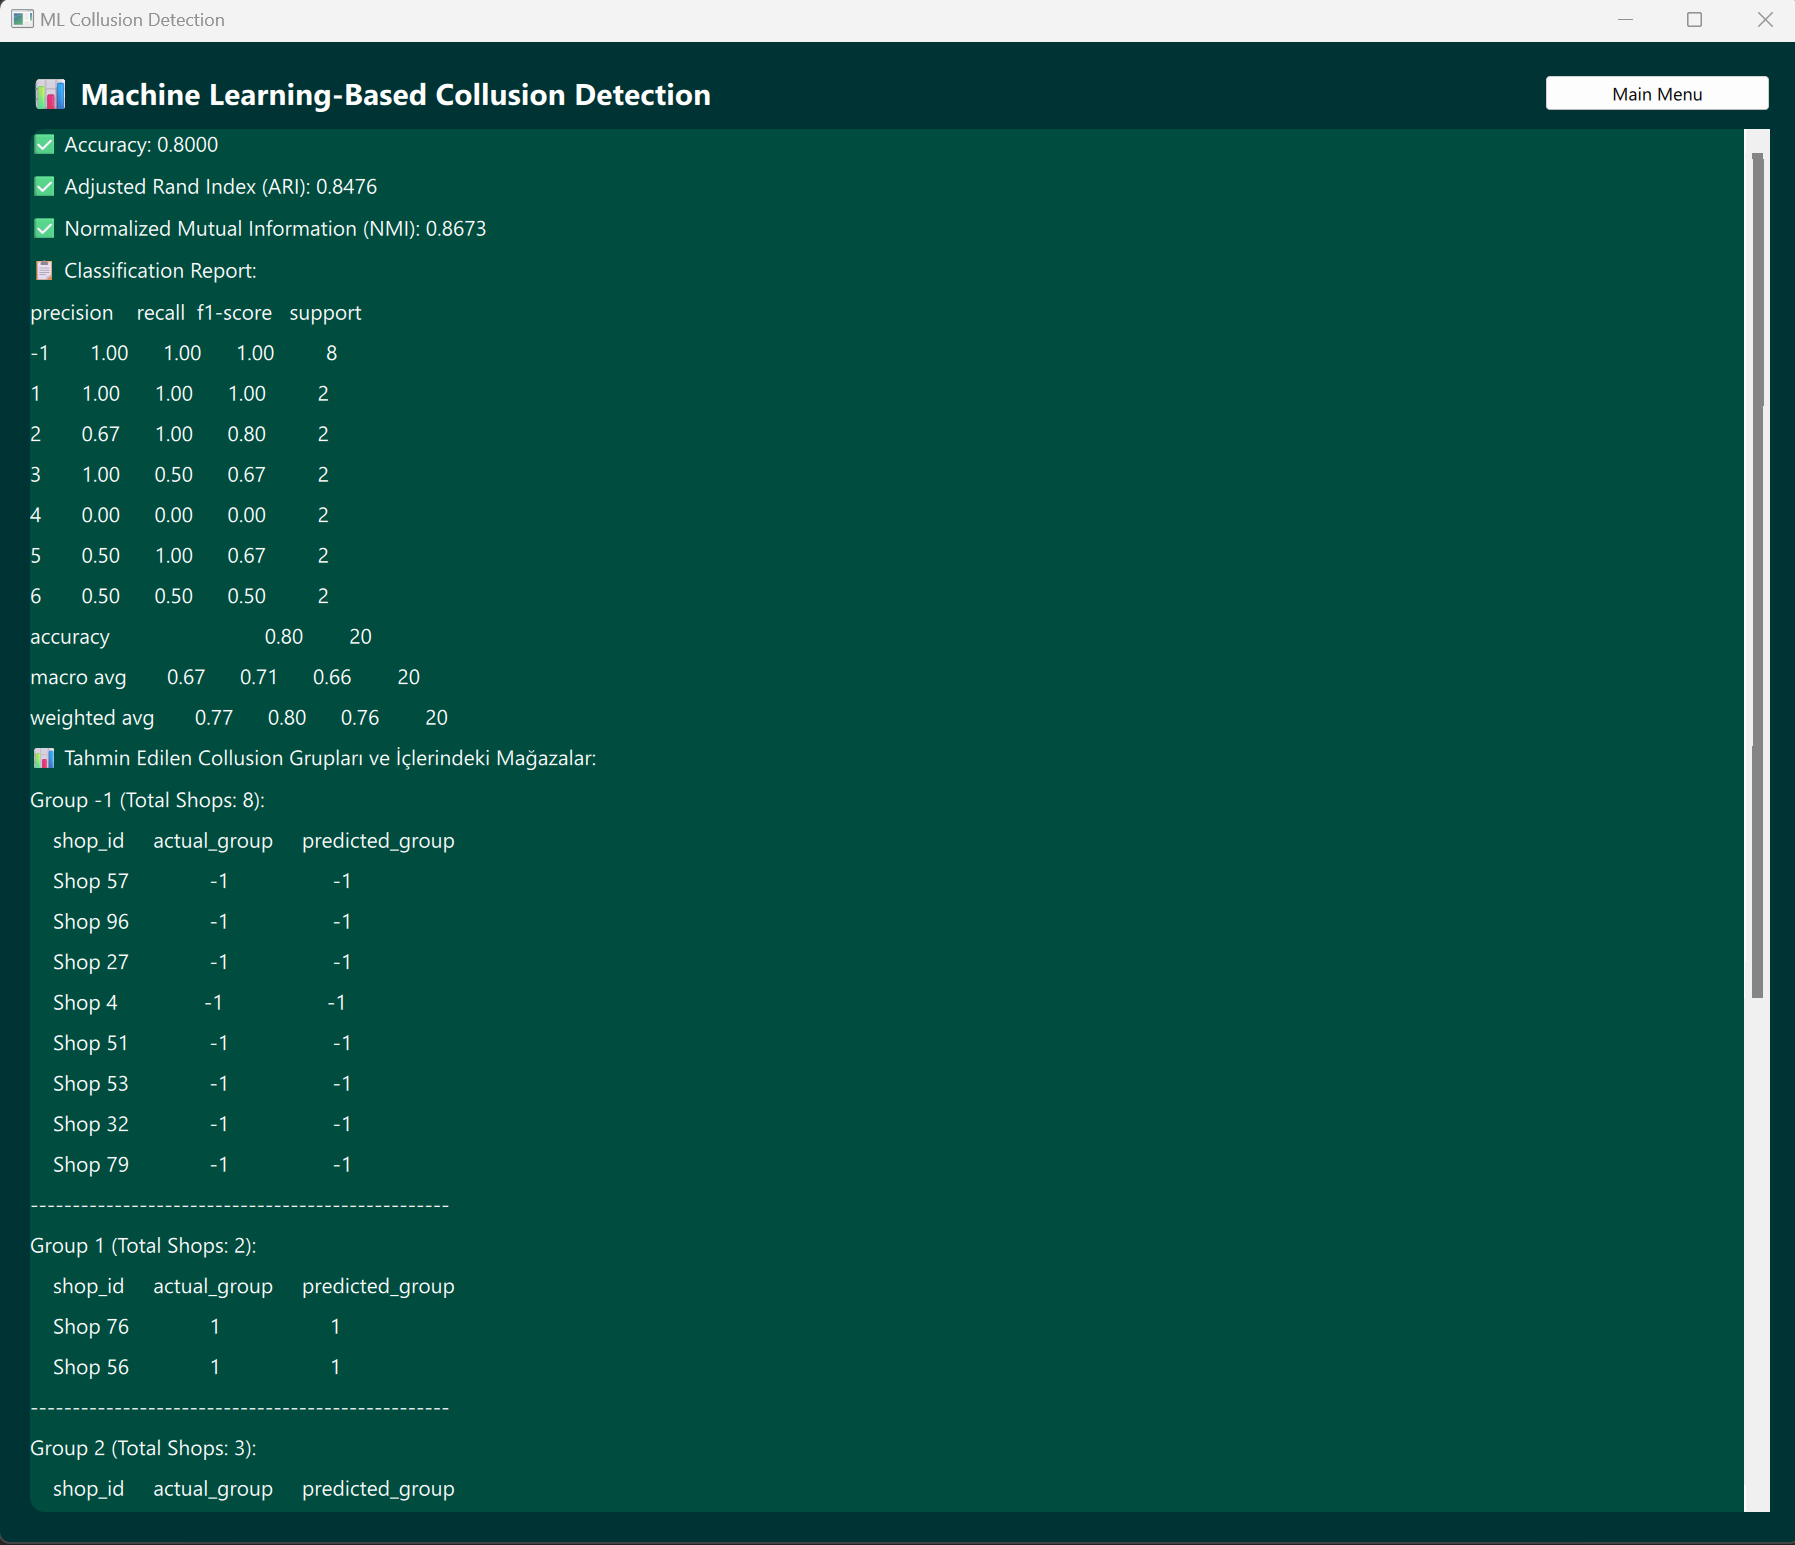 ML Collusion Detection
Machine Learning-Based Collusion Detection
Main Menu
Accuracy: 0.8000
Adjusted Rand Index (ARI): 0.8476
Normalized Mutual Information (NMI): 0.8673
Classification Report:
precision recall f1-score support
-1 1.00 1.00 1.00 8
1 1.00 1.00 1.00 2
2 0.67 1.00 0.80 2
3 1.00 0.50 0.67 2
4 0.00 0.00 0.00 2
5 0.50 1.00 0.67 2
6 0.50 0.50 0.50 2
accuracy 0.80 20
macro avg 0.67 0.71 0.66 20
weighted avg 0.77 0.80 0.76 20
Tahmin Edilen Collusion Grupları ve İçlerindeki Mağazalar:
Group -1 (Total Shops: 8):
shop_id actual_group predicted_group
Shop 57 -1 -1
Shop 96 -1 -1
Shop 27 -1 -1
Shop 4 -1 -1
Shop 51 -1 -1
Shop 53 -1 -1
Shop 32 -1 -1
Shop 79 -1 -1
--------------------------------------------------
Group 1 (Total Shops: 2):
shop_id actual_group predicted_group
Shop 76 1 1
Shop 56 1 1
--------------------------------------------------
Group 2 (Total Shops: 3):
shop_id actual_group predicted_group